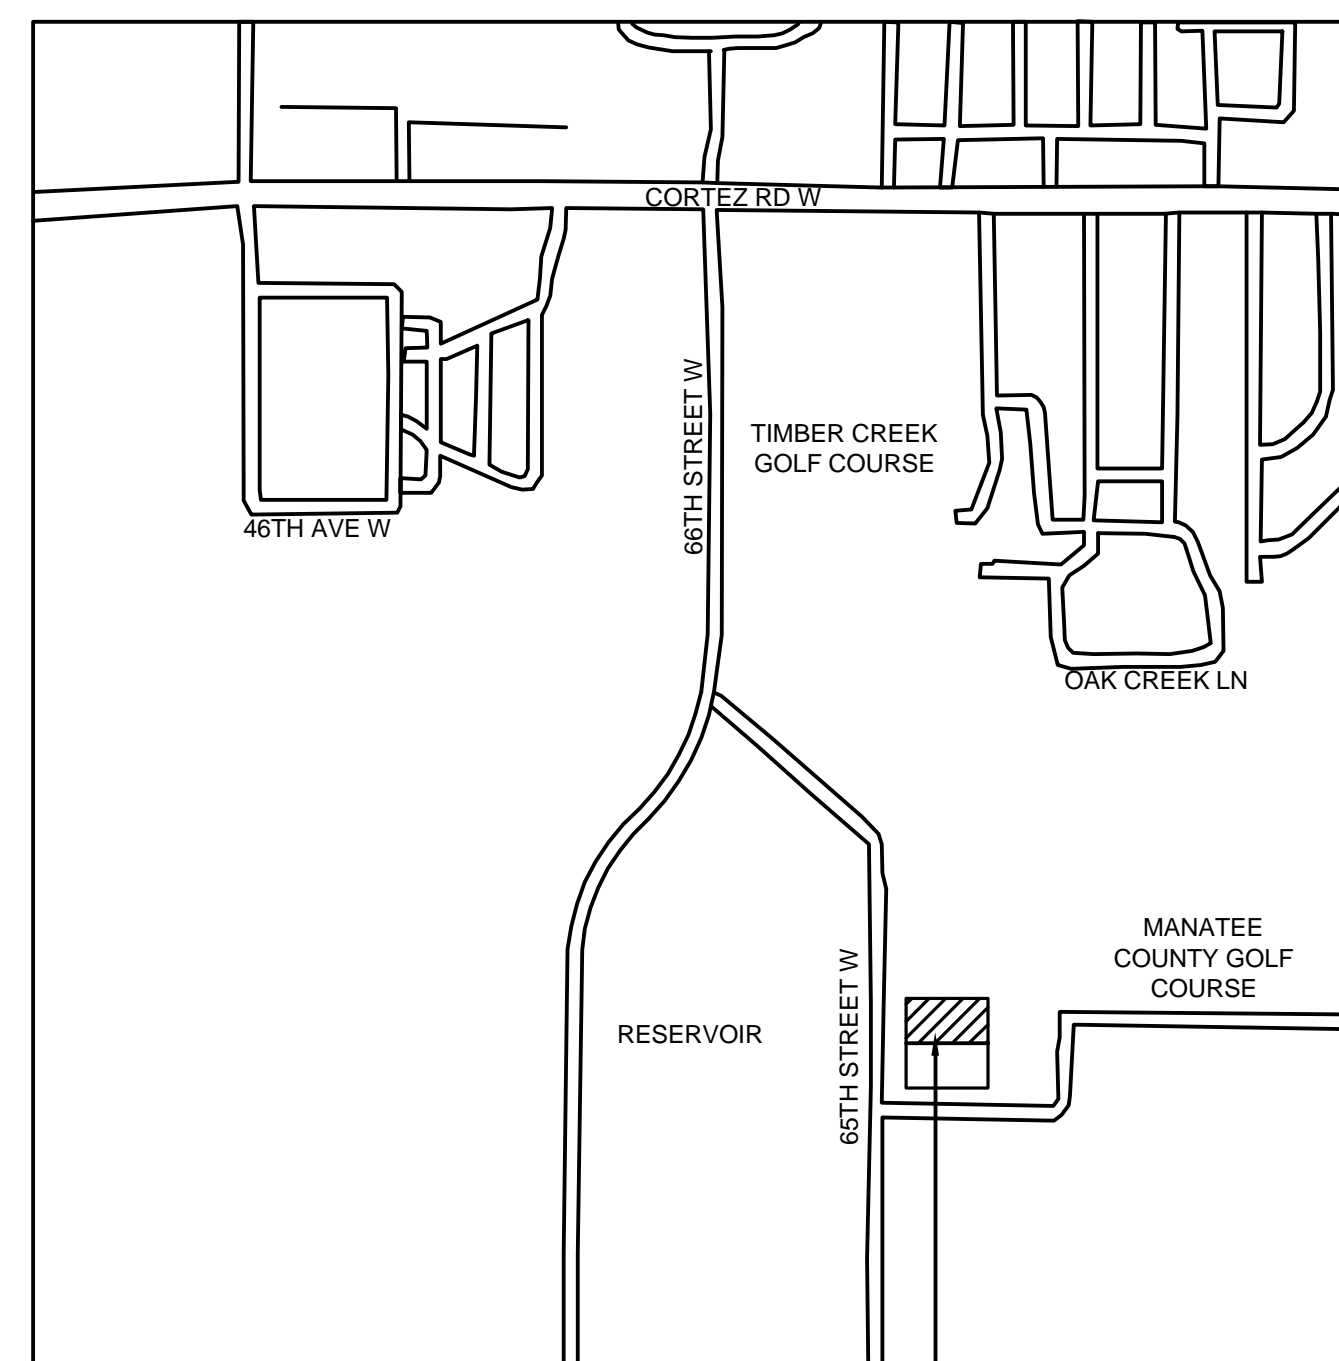 CORTEZ RD W
66TH STREET W
TIMBER CREEK
GOLF COURSE
46TH AVE W
OAK CREEK LN
MANATEE
COUNTY GOLF
COURSE
RESERVOIR
65TH STREET W